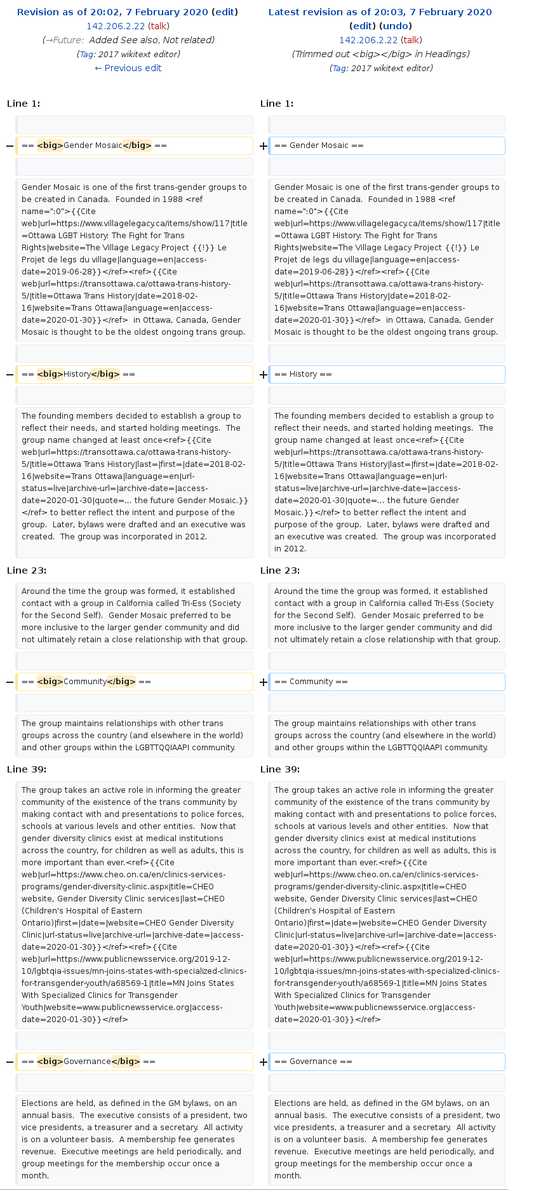 Revision as of 20:02, 7 February 2020 (edit)
142.206.2.22 (talk)
(→Future:  Added See also, Not related)
(Tag: 2017 wikitext editor)
← Previous edit
Latest revision as of 20:03, 7 February 2020
(edit) (undo)
142.206.2.22 (talk)
(Trimmed out <big></big> in Headings)
(Tag: 2017 wikitext editor)
Line 1:
Line 1:
− == <big>Gender Mosaic</big> ==
+ == Gender Mosaic ==
Gender Mosaic is one of the first trans-gender groups to
be created in Canada.  Founded in 1988 <ref
name=":0">{{Cite
web|url=https://www.villagelegacy.ca/items/show/117|title
=Ottawa LGBT History: The Fight for Trans
Rights|website=The Village Legacy Project {{!}} Le
Projet de legs du village|language=en|access-
date=2019-06-28}}</ref><ref>{{Cite
web|url=https://transottawa.ca/ottawa-trans-history-
5/|title=Ottawa Trans History|date=2018-02-
16|website=Trans Ottawa|language=en|access-
date=2020-01-30}}</ref>  in Ottawa, Canada, Gender
Mosaic is thought to be the oldest ongoing trans group.
Gender Mosaic is one of the first trans-gender groups to
be created in Canada.  Founded in 1988 <ref
name=":0">{{Cite
web|url=https://www.villagelegacy.ca/items/show/117|title
=Ottawa LGBT History: The Fight for Trans
Rights|website=The Village Legacy Project {{!}} Le
Projet de legs du village|language=en|access-
date=2019-06-28}}</ref><ref>{{Cite
web|url=https://transottawa.ca/ottawa-trans-history-
5/|title=Ottawa Trans History|date=2018-02-
16|website=Trans Ottawa|language=en|access-
date=2020-01-30}}</ref>  in Ottawa, Canada, Gender
Mosaic is thought to be the oldest ongoing trans group.
− == <big>History</big> ==
+ == History ==
The founding members decided to establish a group to
reflect their needs, and started holding meetings.  The
group name changed at least once<ref>{{Cite
web|url=https://transottawa.ca/ottawa-trans-history-
5/|title=Ottawa Trans History|last=|first=|date=2018-02-
16|website=Trans Ottawa|language=en|url-
status=live|archive-url=|archive-date=|access-
date=2020-01-30|quote=... the future Gender Mosaic.}}
</ref> to better reflect the intent and purpose of the
group.  Later, bylaws were drafted and an executive was
created.  The group was incorporated in 2012.
The founding members decided to establish a group to
reflect their needs, and started holding meetings.  The
group name changed at least once<ref>{{Cite
web|url=https://transottawa.ca/ottawa-trans-history-
5/|title=Ottawa Trans History|last=|first=|date=2018-02-
16|website=Trans Ottawa|language=en|url-
status=live|archive-url=|archive-date=|access-
date=2020-01-30|quote=... the future Gender
Mosaic.}}</ref> to better reflect the intent and
purpose of the group.  Later, bylaws were drafted and
an executive was created.  The group was incorporated
in 2012.
Line 23:
Line 23:
Around the time the group was formed, it established
contact with a group in California called Tri-Ess (Society
for the Second Self).  Gender Mosaic preferred to be
more inclusive to the larger gender community and did
not ultimately retain a close relationship with that group.
Around the time the group was formed, it established
contact with a group in California called Tri-Ess (Society
for the Second Self).  Gender Mosaic preferred to be
more inclusive to the larger gender community and did
not ultimately retain a close relationship with that group.
− == <big>Community</big> ==
+ == Community ==
The group maintains relationships with other trans
groups across the country (and elsewhere in the world)
and other groups within the LGBTTQQIAAPI community.
The group maintains relationships with other trans
groups across the country (and elsewhere in the world)
and other groups within the LGBTTQQIAAPI community.
Line 39:
Line 39:
The group takes an active role in informing the greater
community of the existence of the trans community by
making contact with and presentations to police forces,
schools at various levels and other entities.  Now that
gender diversity clinics exist at medical institutions
across the country, for children as well as adults, this is
more important than ever.<ref>{{Cite
web|url=https://www.cheo.on.ca/en/clinics-services-
programs/gender-diversity-clinic.aspx|title=CHEO
website, Gender Diversity Clinic services|last=CHEO
(Children's Hospital of Eastern
Ontario)|first=|date=|website=CHEO Gender Diversity
Clinic|url-status=live|archive-url=|archive-date=|access-
date=2020-01-30}}</ref><ref>{{Cite
web|url=https://www.publicnewsservice.org/2019-12-
10/lgbtqia-issues/mn-joins-states-with-specialized-clinics-
for-transgender-youth/a68569-1|title=MN Joins States
With Specialized Clinics for Transgender
Youth|website=www.publicnewsservice.org|access-
date=2020-01-30}}</ref>
The group takes an active role in informing the greater
community of the existence of the trans community by
making contact with and presentations to police forces,
schools at various levels and other entities.  Now that
gender diversity clinics exist at medical institutions
across the country, for children as well as adults, this is
more important than ever.<ref>{{Cite
web|url=https://www.cheo.on.ca/en/clinics-services-
programs/gender-diversity-clinic.aspx|title=CHEO
website, Gender Diversity Clinic services|last=CHEO
(Children's Hospital of Eastern
Ontario)|first=|date=|website=CHEO Gender Diversity
Clinic|url-status=live|archive-url=|archive-date=|access-
date=2020-01-30}}</ref><ref>{{Cite
web|url=https://www.publicnewsservice.org/2019-12-
10/lgbtqia-issues/mn-joins-states-with-specialized-clinics-
for-transgender-youth/a68569-1|title=MN Joins States
With Specialized Clinics for Transgender
Youth|website=www.publicnewsservice.org|access-
date=2020-01-30}}</ref>
− == <big>Governance</big> ==
+ == Governance ==
Elections are held, as defined in the GM bylaws, on an
annual basis.  The executive consists of a president, two
vice presidents, a treasurer and a secretary.  All activity
is on a volunteer basis.  A membership fee generates
revenue.  Executive meetings are held periodically, and
group meetings for the membership occur once a
month.
Elections are held, as defined in the GM bylaws, on an
annual basis.  The executive consists of a president, two
vice presidents, a treasurer and a secretary.  All activity
is on a volunteer basis.  A membership fee generates
revenue.  Executive meetings are held periodically, and
group meetings for the membership occur once a
month.